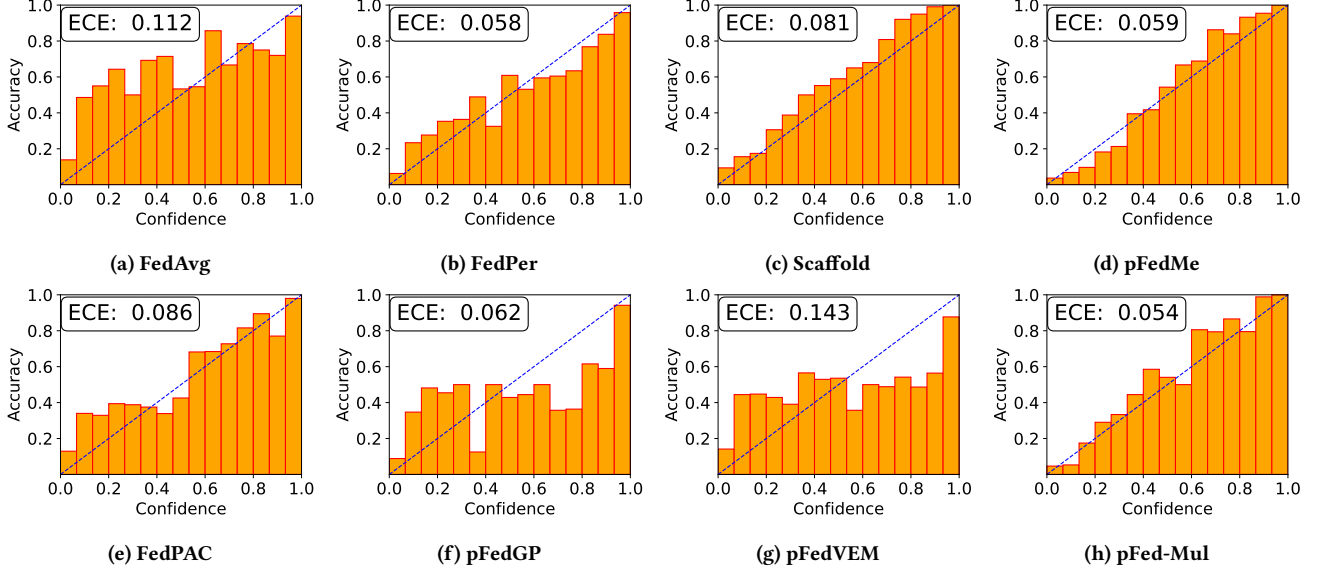 ECE: 0.112
1.0
0.8
0.6
0.4
0.2
Accuracy
0.0 0.2 0.4 0.6 0.8 1.0
Confidence
(a) FedAvg
ECE: 0.058
1.0
0.8
0.6
0.4
0.2
Accuracy
0.0 0.2 0.4 0.6 0.8 1.0
Confidence
(b) FedPer
ECE: 0.081
1.0
0.8
0.6
0.4
0.2
Accuracy
0.0 0.2 0.4 0.6 0.8 1.0
Confidence
(c) Scaffold
ECE: 0.059
1.0
0.8
0.6
0.4
0.2
Accuracy
0.0 0.2 0.4 0.6 0.8 1.0
Confidence
(d) pFedMe
ECE: 0.086
1.0
0.8
0.6
0.4
0.2
Accuracy
0.0 0.2 0.4 0.6 0.8 1.0
Confidence
(e) FedPAC
ECE: 0.062
1.0
0.8
0.6
0.4
0.2
Accuracy
0.0 0.2 0.4 0.6 0.8 1.0
Confidence
(f) pFedGP
ECE: 0.143
1.0
0.8
0.6
0.4
0.2
Accuracy
0.0 0.2 0.4 0.6 0.8 1.0
Confidence
(g) pFedVEM
ECE: 0.054
1.0
0.8
0.6
0.4
0.2
Accuracy
0.0 0.2 0.4 0.6 0.8 1.0
Confidence
(h) pFed-Mul